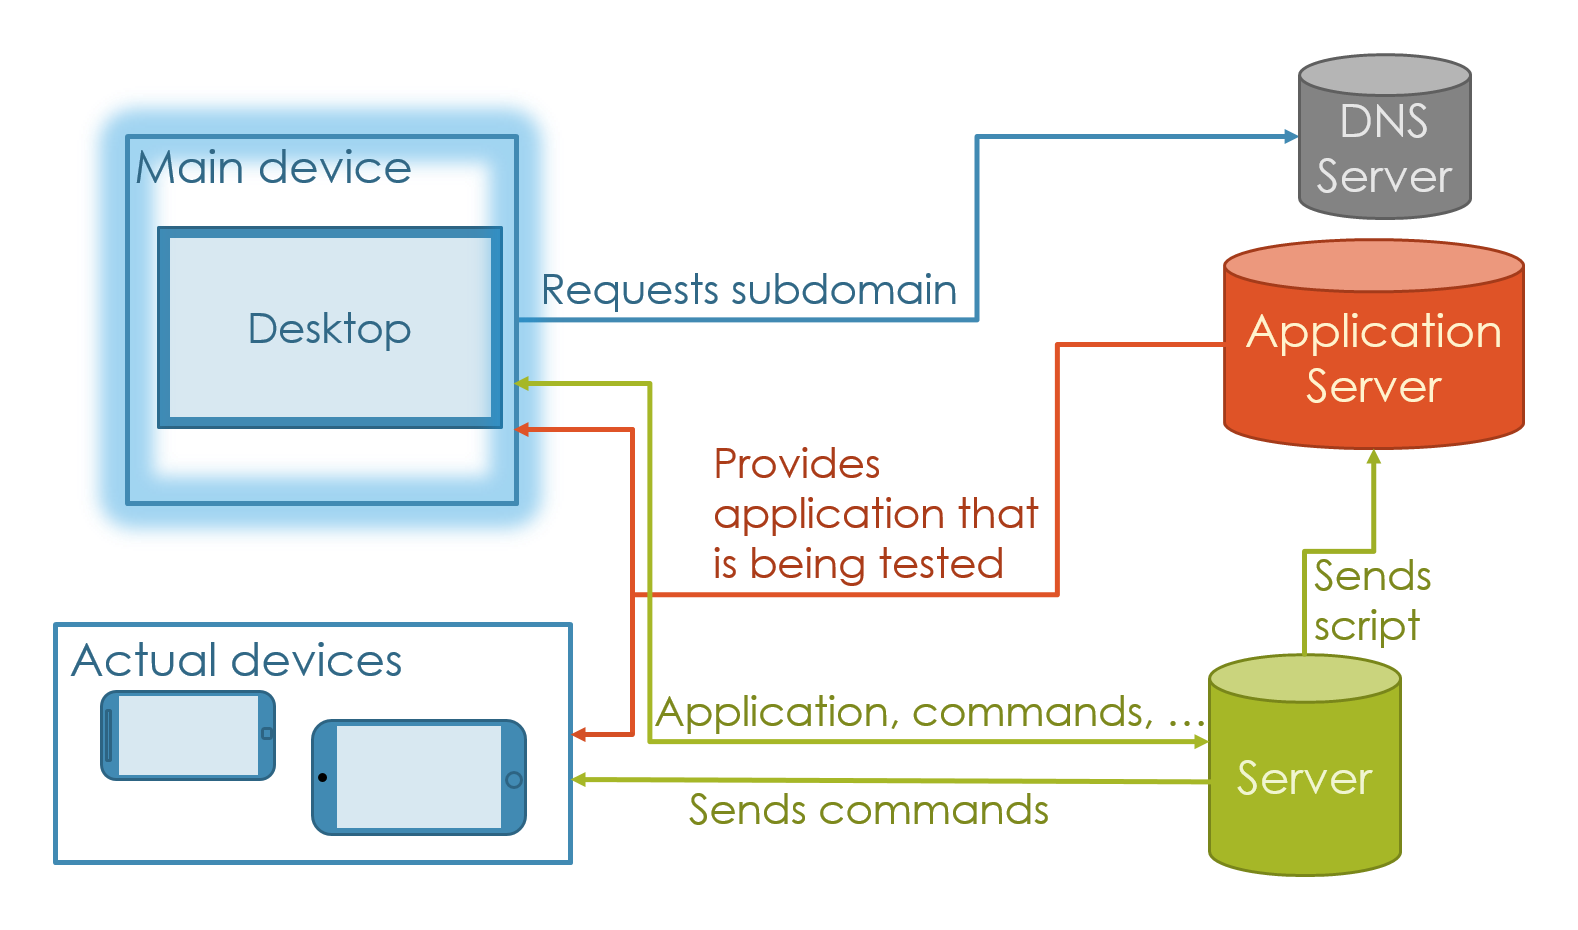 Main device
Desktop
Requests subdomain
DNS
Server
Application
Server
Provides
application that
is being tested
Sends
script
Actual devices
Application, commands, …
Sends commands
Server